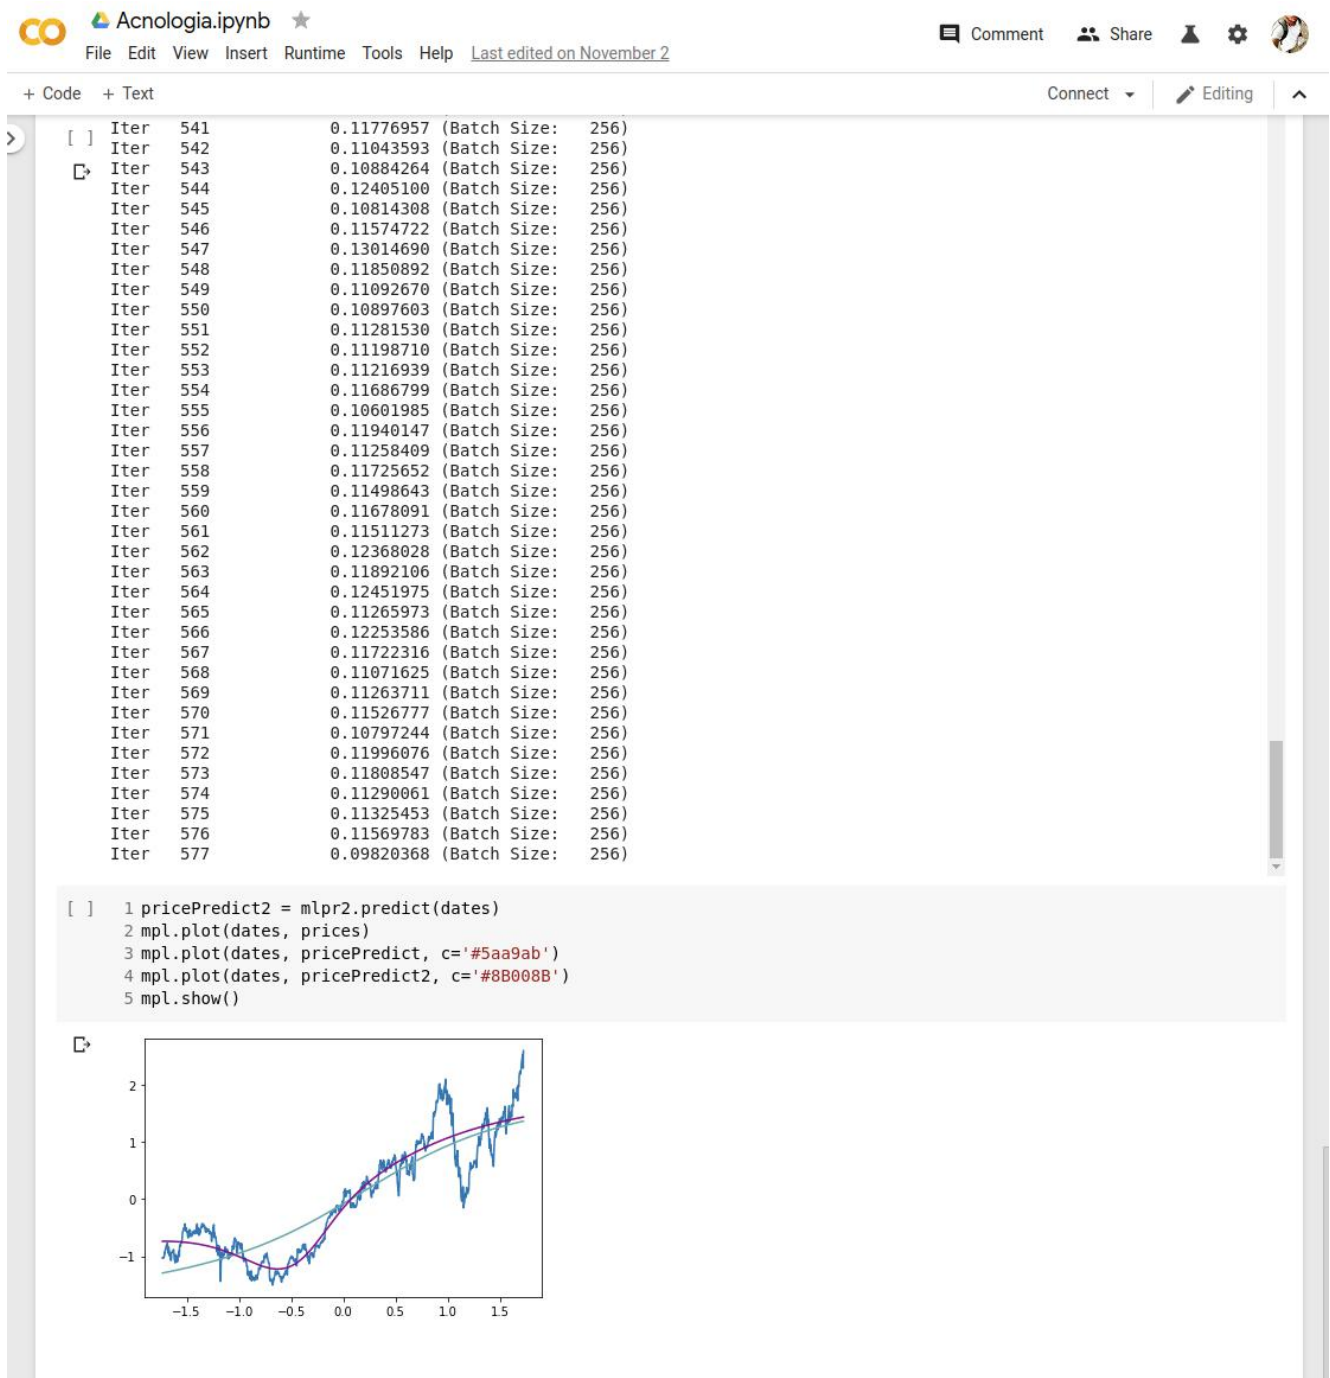 Acnologia.ipynb
Comment Share
File Edit View Insert Runtime Tools Help Last edited on November 2
+ Code + Text Connect Editing
[ ] Iter 541 0.11776957 (Batch Size: 256)
Iter 542 0.11043593 (Batch Size: 256)
Iter 543 0.10884264 (Batch Size: 256)
Iter 544 0.12405100 (Batch Size: 256)
Iter 545 0.10814308 (Batch Size: 256)
Iter 546 0.11574722 (Batch Size: 256)
Iter 547 0.13014690 (Batch Size: 256)
Iter 548 0.11850892 (Batch Size: 256)
Iter 549 0.11092670 (Batch Size: 256)
Iter 550 0.10897603 (Batch Size: 256)
Iter 551 0.11281530 (Batch Size: 256)
Iter 552 0.11198710 (Batch Size: 256)
Iter 553 0.11216939 (Batch Size: 256)
Iter 554 0.11686799 (Batch Size: 256)
Iter 555 0.10601985 (Batch Size: 256)
Iter 556 0.11940147 (Batch Size: 256)
Iter 557 0.11258409 (Batch Size: 256)
Iter 558 0.11725652 (Batch Size: 256)
Iter 559 0.11498643 (Batch Size: 256)
Iter 560 0.11678091 (Batch Size: 256)
Iter 561 0.11511273 (Batch Size: 256)
Iter 562 0.12368028 (Batch Size: 256)
Iter 563 0.11892106 (Batch Size: 256)
Iter 564 0.12451975 (Batch Size: 256)
Iter 565 0.11265973 (Batch Size: 256)
Iter 566 0.12253586 (Batch Size: 256)
Iter 567 0.11722316 (Batch Size: 256)
Iter 568 0.11071625 (Batch Size: 256)
Iter 569 0.11263711 (Batch Size: 256)
Iter 570 0.11526777 (Batch Size: 256)
Iter 571 0.10797244 (Batch Size: 256)
Iter 572 0.11996076 (Batch Size: 256)
Iter 573 0.11808547 (Batch Size: 256)
Iter 574 0.11290061 (Batch Size: 256)
Iter 575 0.11325453 (Batch Size: 256)
Iter 576 0.11569783 (Batch Size: 256)
Iter 577 0.09820368 (Batch Size: 256)
[ ] 1 pricePredict2 = mlpr2.predict(dates)
2 mpl.plot(dates, prices)
3 mpl.plot(dates, pricePredict, c='#5aa9ab')
4 mpl.plot(dates, pricePredict2, c='#8B008B')
5 mpl.show()
2
1
0
−1
−1.5 −1.0 −0.5 0.0 0.5 1.0 1.5